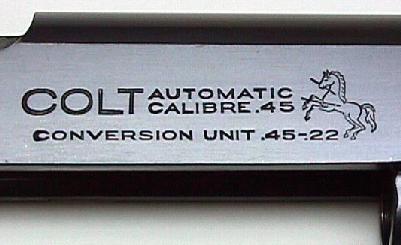 COLT AUTOMATIC
CALIBRE .45
CONVERSION UNIT .45-.22